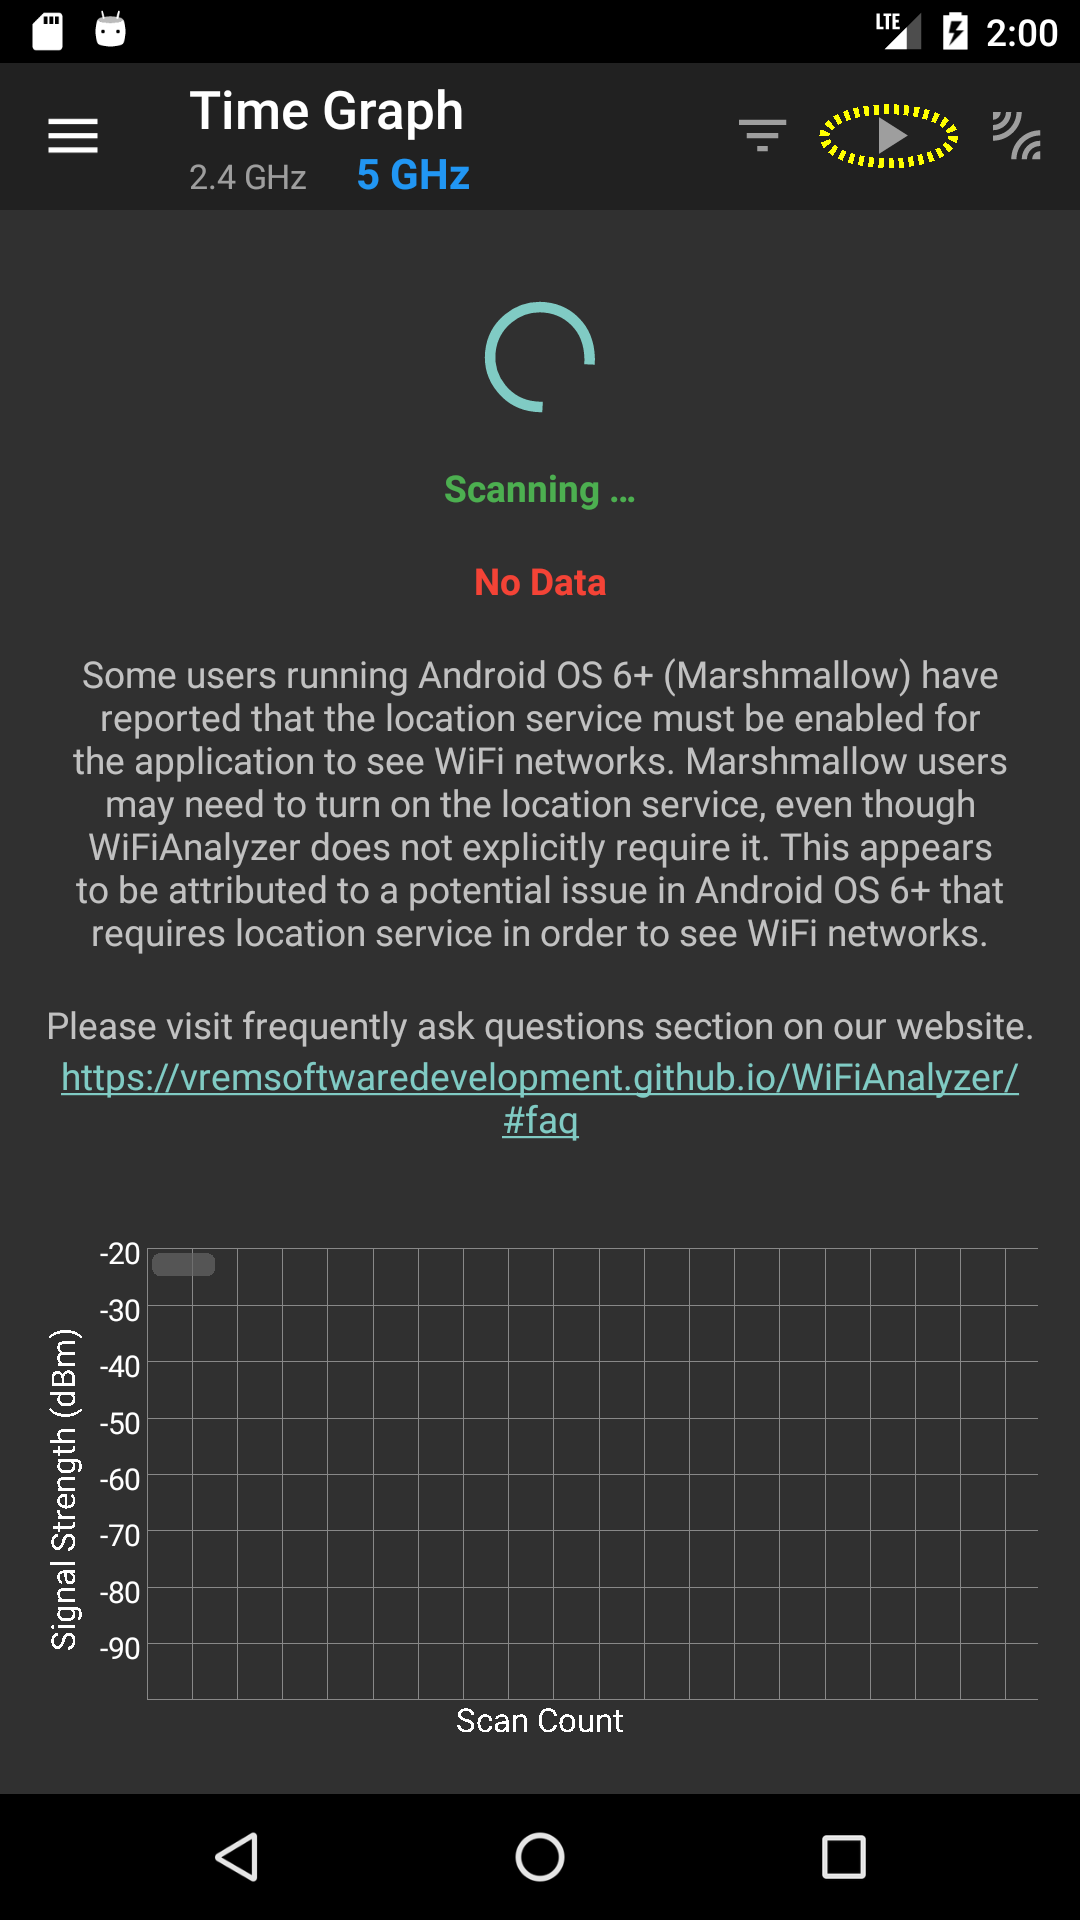 LTE 2:00
Time Graph
2.4 GHz 5 GHz
Scanning ...
No Data
Some users running Android OS 6+ (Marshmallow) have
reported that the location service must be enabled for
the application to see WiFi networks. Marshmallow users
may need to turn on the location service, even though
WiFiAnalyzer does not explicitly require it. This appears
to be attributed to a potential issue in Android OS 6+ that
requires location service in order to see WiFi networks.
Please visit frequently ask questions section on our website.
https://vremsoftwaredevelopment.github.io/WiFiAnalyzer/
#faq
-20
-30
-40
-50
-60
-70
-80
-90
Signal Strength (dBm)
Scan Count